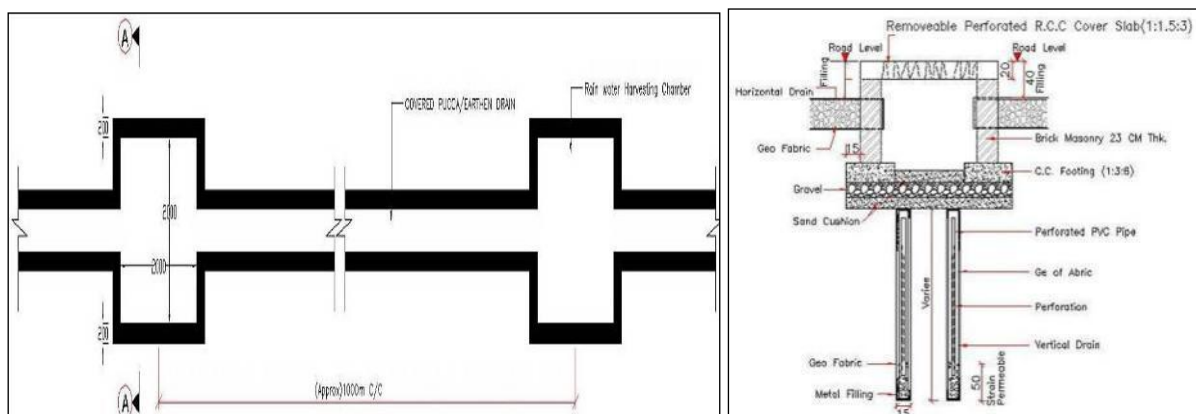 A
Rain water Harvesting Chamber
COVERED PUCCA/EARTHEN DRAIN
200
2000
2000
200
(Approx)1000m C/C
A
Removeable Perforated R.C.C Cover Slab(1:1.5:3)
Road Level
Road Level
Filling
20
40
Filling
Horizontal Drain
Geo Fabric
15
Brick Masonry 23 CM Thk.
C.C. Footing (1:3:6)
Gravel
Sand Cushion
Perforated PVC Pipe
Ge of Abric
Varies
Perforation
Vertical Drain
Geo Fabric
50
Strain Permeable
Metal Filling
15